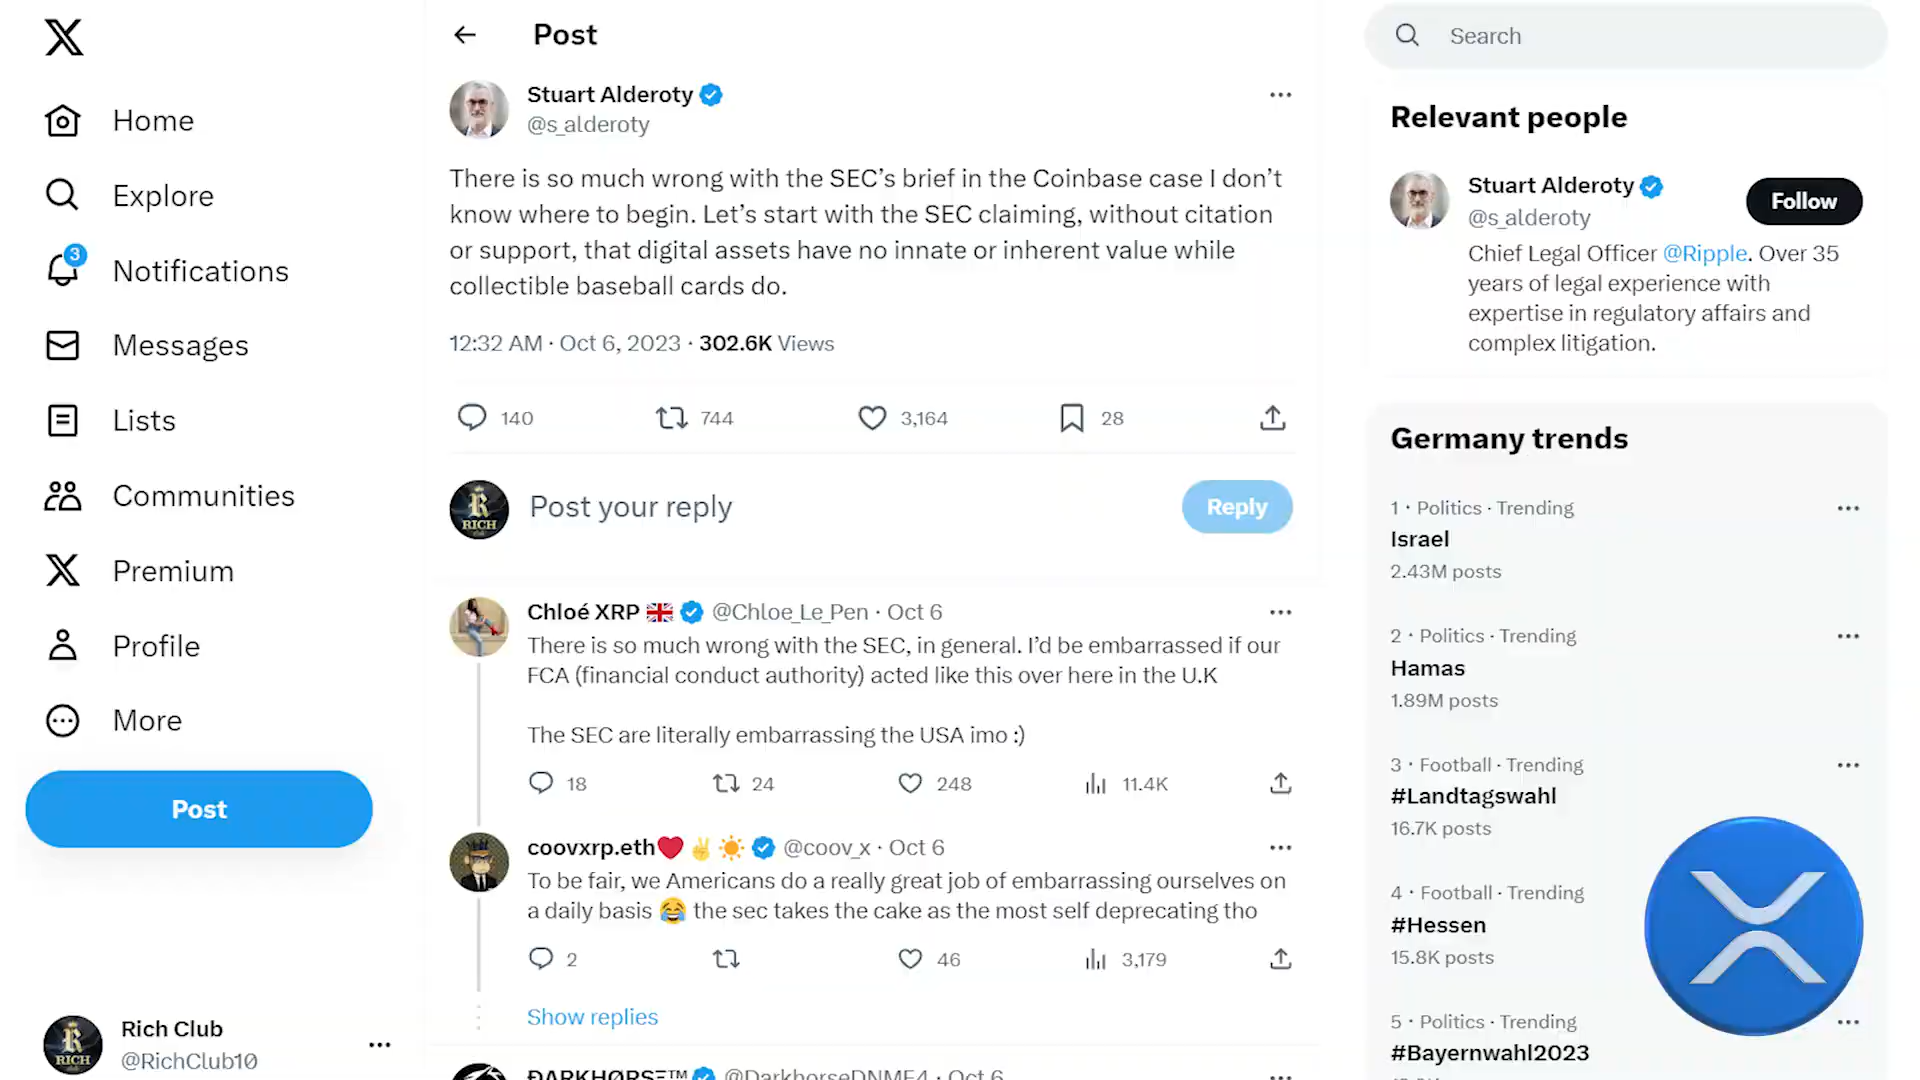 Home
Explore
3
Notifications
Messages
Lists
Communities
Premium
Profile
More
Post
Rich Club
@RichClub10
Post
Stuart Alderoty
@s_alderoty
There is so much wrong with the SEC’s brief in the Coinbase case I don’t
know where to begin. Let’s start with the SEC claiming, without citation
or support, that digital assets have no innate or inherent value while
collectible baseball cards do.
12:32 AM · Oct 6, 2023 · 302.6K Views
140 744 3,164 28
RICH
Post your reply
Reply
Chloé XRP 🇬🇧 @Chloe_Le_Pen · Oct 6
There is so much wrong with the SEC, in general. I’d be embarrassed if our
FCA (financial conduct authority) acted like this over here in the U.K
The SEC are literally embarrassing the USA imo :)
18 24 248 11.4K
coovxrp.eth❤️✌️☀️ @coov_x · Oct 6
To be fair, we Americans do a really great job of embarrassing ourselves on
a daily basis 😂 the sec takes the cake as the most self deprecating tho
2 46 3,179
Show replies
ĐARKHØRSΞ™ @DarkhorseDNME4 · Oct 6
Search
Relevant people
Stuart Alderoty
@s_alderoty
Follow
Chief Legal Officer @Ripple. Over 35
years of legal experience with
expertise in regulatory affairs and
complex litigation.
Germany trends
1 · Politics · Trending
Israel
2.43M posts
2 · Politics · Trending
Hamas
1.89M posts
3 · Football · Trending
#Landtagswahl
16.7K posts
4 · Football · Trending
#Hessen
15.8K posts
5 · Politics · Trending
#Bayernwahl2023